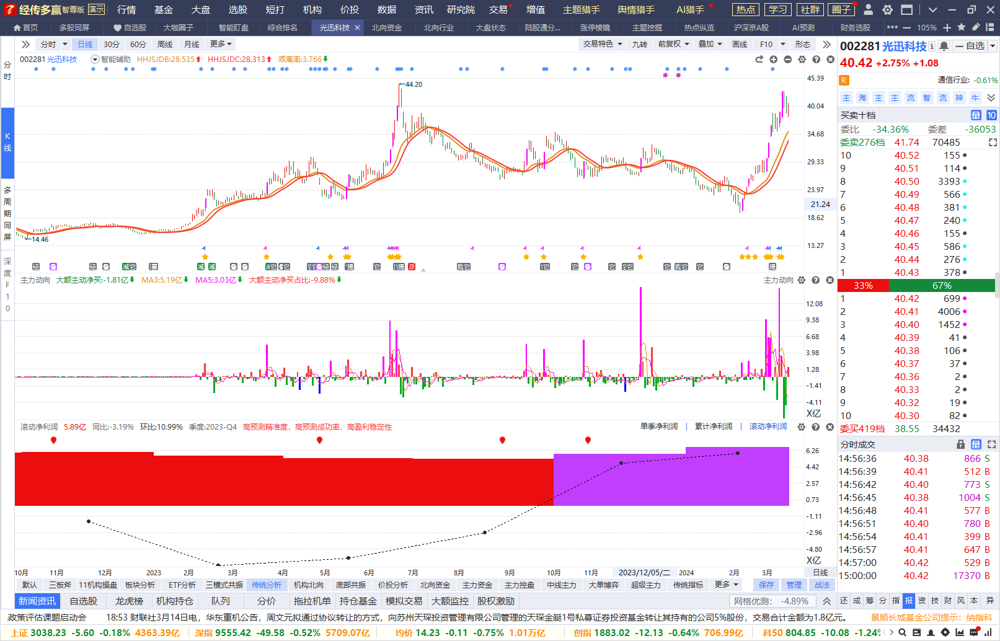 经传多赢 智尊版 演示 行情 基金 大盘 选股 短打 机构 价投 数据 资讯 研究院 交易 增值 主题猎手 舆情猎手 AI猎手 热点 学习 社群 圈子
首页 多股同屏 自选股 大咖圈子 智能盯盘 综合排名 光迅科技 北向资金 北向行业 大盘状态 陆股通分... 涨停棱镜 主题挖掘 热点纵览 沪深京A股 AI预测 财务选股 105%
分时 日线 30分 60分 周线 月线 更多 交易特色 九转 前复权 叠加 画线 F10 形态
002281 光迅科技 智能辅助 HHJSJDB:28.535 HHJSJDC:28.313 乖离率:3.766
分时
K线
多周期同屏
深度F10
44.20
14.46
45.39
40.04
34.68
29.33
23.97
21.24
18.62
13.27
主力动向 大额主动净买:-1.81亿 MA3:5.19亿 MA5:3.03亿 大额主动净买占比:-9.88% 主力动向
12.08
9.38
6.68
3.98
1.28
-1.41
-4.11
X亿
滚动净利润 5.89亿 同比:-3.19% 环比:10.99% 季度:2023-Q4 高预测精准度，高预测成功率，高盈利稳定性 单季净利润 | 累计净利润 | 滚动净利润
6.26
4.42
2.57
0.73
-1.11
-2.96
-4.80
X亿
10月 11月 12月 2023 2月 3月 4月 5月 6月 7月 8月 9月 10月 11月 2023/12/05/二 2024 2月 3月 日线
默认 三板斧 11机构操盘 板块分析 ETF分析 三模式共振 传统分析 机构北向 底部共振 价投分析 北向资金 主力资金 主力控盘 中线主力 大单博弈 超级主力 传统指标 更多 保存 管理 战法
新闻资讯 自选股 龙虎榜 机构持仓 队列 分价 拖拉机单 持仓基金 模拟交易 大额监控 股权激励 网格优测: -4.89%
002281 光迅科技 自选
40.42 +2.75% +1.08
R 通信行业: -0.61%
主 海 主 主 流 智 流 神 牛
买卖十档 量 10
委比 -34.36% 委差 -36053
委卖276档 41.74 70485
10 40.52 155
9 40.51 114
8 40.50 3393
7 40.49 566
6 40.48 381
5 40.47 240
4 40.46 155
3 40.45 586
2 40.44 276
1 40.43 378
33% 67%
1 40.42 699
2 40.41 4006
3 40.40 1452
4 40.39 41
5 40.38 106
6 40.37 37
7 40.36 2
8 40.33 2
9 40.32 19
10 40.30 82
委买419档 38.55 34432
分时成交 量
14:56:36 40.38 866 S
14:56:39 40.41 512 B
14:56:42 40.40 773 S
14:56:45 40.38 1004 S
14:56:48 40.41 577 B
14:56:51 40.41 780 B
14:56:54 40.41 399 B
14:56:57 40.41 647 B
14:57:00 40.42 529 B
15:00:00 40.42 17370 B
还 成 筹 分 指 报 资 技 财 风 本 异
政策评估课题启动会 18:53 财联社3月14日电，华东重机公告，周文元拟通过协议转让的方式，向苏州天琛投资管理有限公司管理的天琛金艇1号私募证券投资基金转让其持有的公司5%股份，交易合计金额为1.8亿元。 景顺长城基金公司提示：纳指科
上证 3038.23 -5.60 -0.18% 4363.39亿 深指 9555.42 -49.58 -0.52% 5709.07亿 均价 14.23 -0.11 -0.75% 1.01万亿 创指 1883.02 -12.13 -0.64% 706.99亿 科50 804.85 -10.08 -1.24%